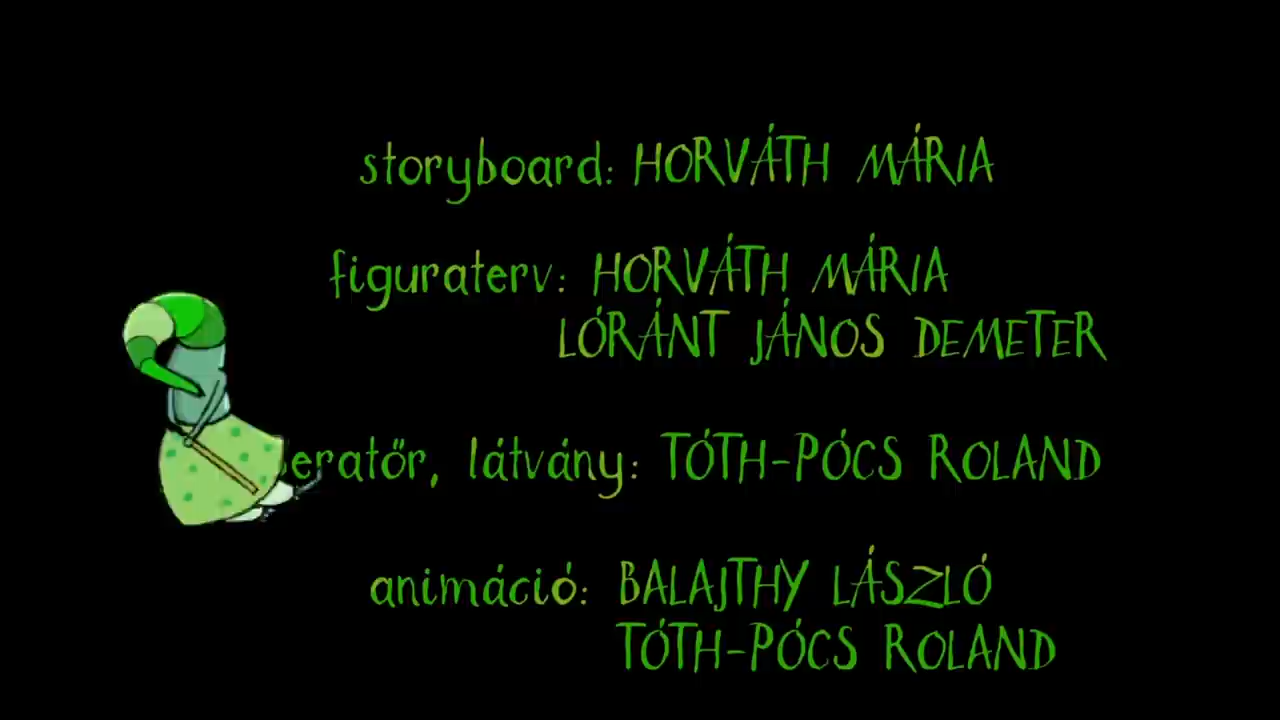 storyboard: HORVÁTH MÁRIA
figuraterv: HORVÁTH MÁRIA
LÓRÁNT JÁNOS DEMETER
látvány: TÓTH-PÓCS ROLAND
animáció: BALAJTHY LÁSZLÓ
TÓTH-PÓCS ROLAND